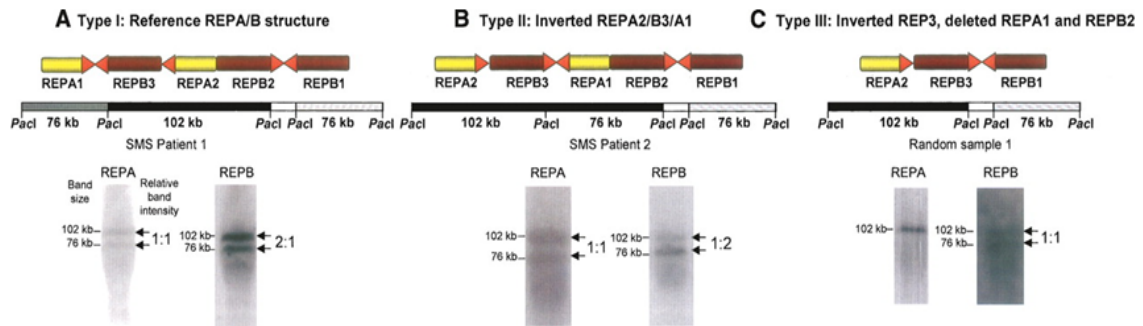 A Type I: Reference REPA/B structure
REPA1 REPB3 REPA2 REPB2 REPB1
PacI 76 kb PacI 102 kb PacI PacI 76 kb PacI
SMS Patient 1
REPA REPB
Band size
Relative band intensity
102 kb
76 kb
1:1
102 kb
76 kb
2:1
B Type II: Inverted REPA2/B3/A1
REPA2 REPB3 REPA1 REPB2 REPB1
PacI 102 kb PacI 76 kb PacI PacI 76 kb PacI
SMS Patient 2
REPA REPB
102 kb
76 kb
1:1
102 kb
76 kb
1:2
C Type III: Inverted REP3, deleted REPA1 and REPB2
REPA2 REPB3 REPB1
PacI 102 kb PacI PacI 76 kb PacI
Random sample 1
REPA REPB
102 kb
102 kb
76 kb
1:1